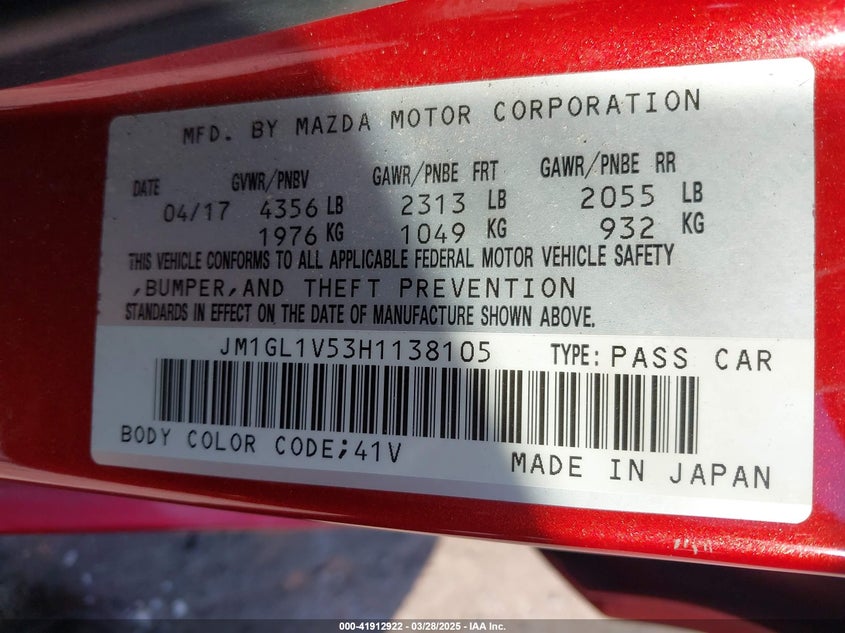 MFD. BY MAZDA MOTOR CORPORATION
DATE GVWR/PNBV GAWR/PNBE FRT GAWR/PNBE RR
04/17 4356 LB 2313 LB 2055 LB
1976 KG 1049 KG 932 KG
THIS VEHICLE CONFORMS TO ALL APPLICABLE FEDERAL MOTOR VEHICLE SAFETY
,BUMPER,AND THEFT PREVENTION
STANDARDS IN EFFECT ON THE DATE OF MANUFACTURE SHOWN ABOVE.
JM1GL1V53H1138105 TYPE: PASS CAR
BODY COLOR CODE;41V
MADE IN JAPAN
000-41912922 | 03/28/2025 - IAA Inc.